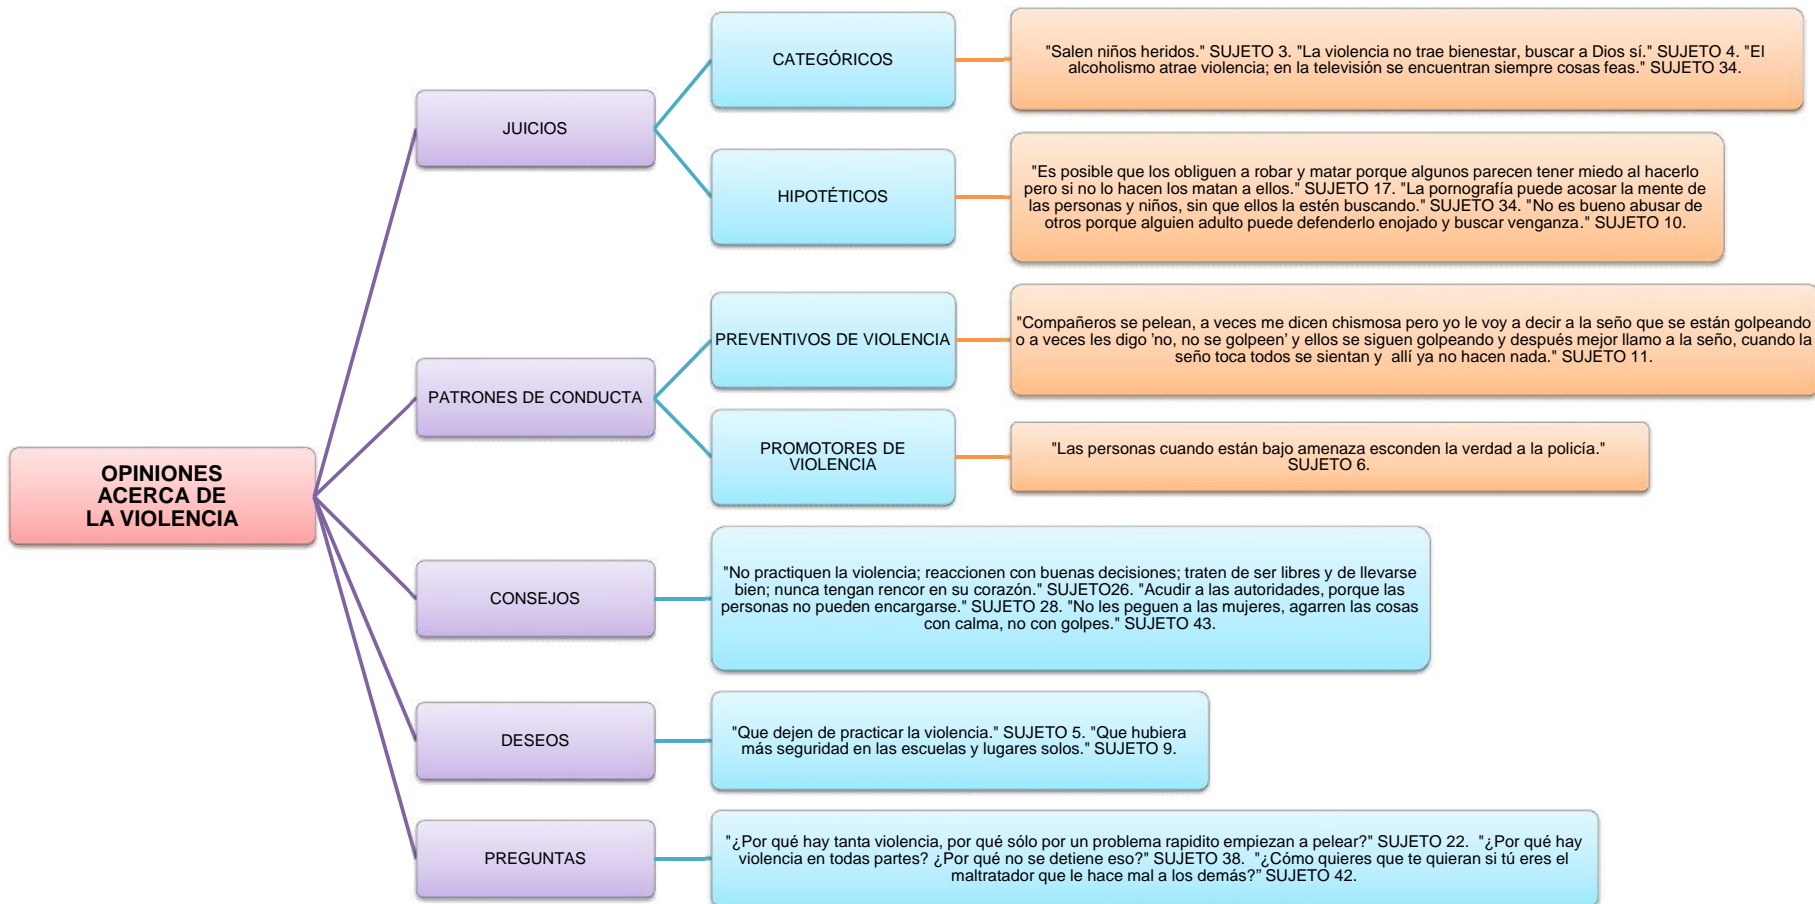 OPINIONES
ACERCA DE
LA VIOLENCIA
JUICIOS
CATEGÓRICOS
"Salen niños heridos." SUJETO 3. "La violencia no trae bienestar, buscar a Dios sí." SUJETO 4. "El
alcoholismo atrae violencia; en la televisión se encuentran siempre cosas feas." SUJETO 34.
HIPOTÉTICOS
"Es posible que los obliguen a robar y matar porque algunos parecen tener miedo al hacerlo
pero si no lo hacen los matan a ellos." SUJETO 17. "La pornografía puede acosar la mente de
las personas y niños, sin que ellos la estén buscando." SUJETO 34. "No es bueno abusar de
otros porque alguien adulto puede defenderlo enojado y buscar venganza." SUJETO 10.
PATRONES DE CONDUCTA
PREVENTIVOS DE VIOLENCIA
"Compañeros se pelean, a veces me dicen chismosa pero yo le voy a decir a la seño que se están golpeando
o a veces les digo 'no, no se golpeen' y ellos se siguen golpeando y después mejor llamo a la seño, cuando la
seño toca todos se sientan y allí ya no hacen nada." SUJETO 11.
PROMOTORES DE
VIOLENCIA
"Las personas cuando están bajo amenaza esconden la verdad a la policía."
SUJETO 6.
CONSEJOS
"No practiquen la violencia; reaccionen con buenas decisiones; traten de ser libres y de llevarse
bien; nunca tengan rencor en su corazón." SUJETO26. "Acudir a las autoridades, porque las
personas no pueden encargarse." SUJETO 28. "No les peguen a las mujeres, agarren las cosas
con calma, no con golpes." SUJETO 43.
DESEOS
"Que dejen de practicar la violencia." SUJETO 5. "Que hubiera
más seguridad en las escuelas y lugares solos." SUJETO 9.
PREGUNTAS
"¿Por qué hay tanta violencia, por qué sólo por un problema rapidito empiezan a pelear?" SUJETO 22. "¿Por qué hay
violencia en todas partes? ¿Por qué no se detiene eso?" SUJETO 38. "¿Cómo quieres que te quieran si tú eres el
maltratador que le hace mal a los demás?" SUJETO 42.